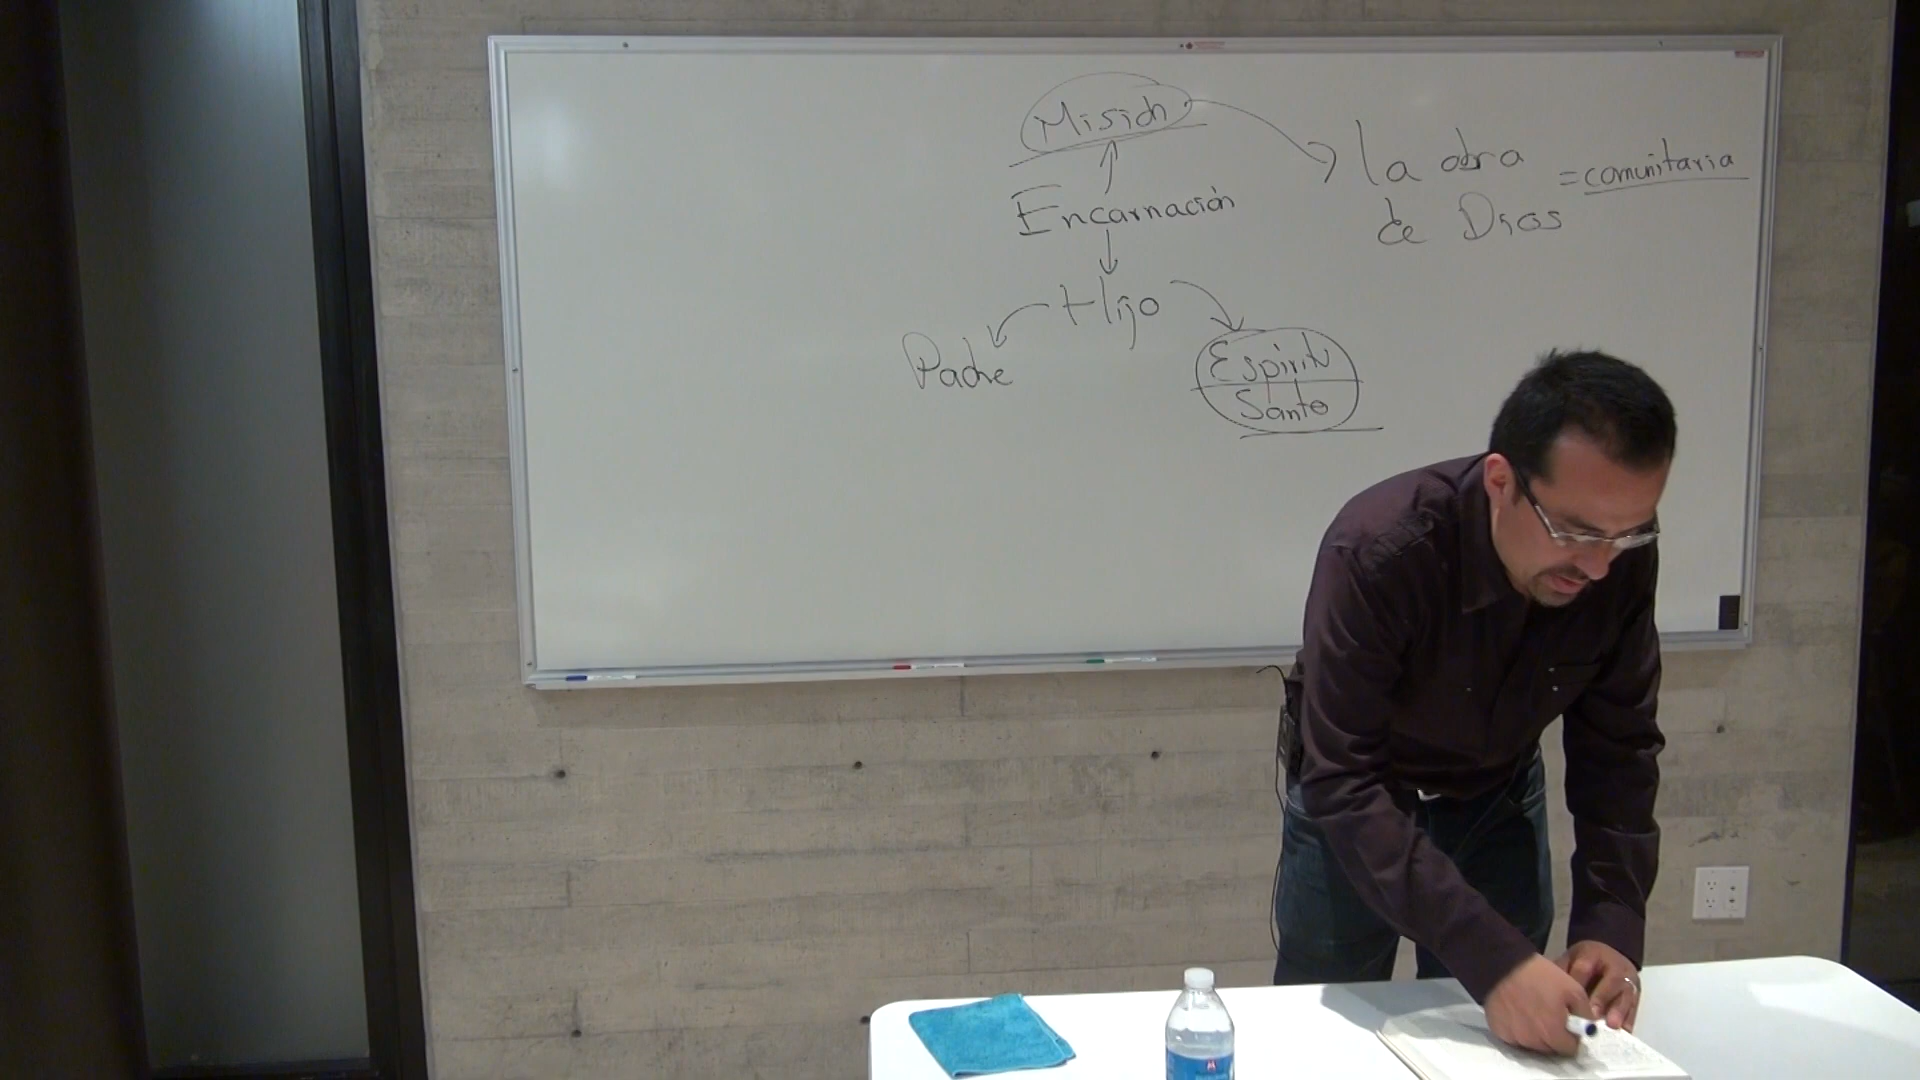 Misión
Encarnación
Hijo
Padre
Espíritu
Santo
la obra
de Dios
=comunitaria